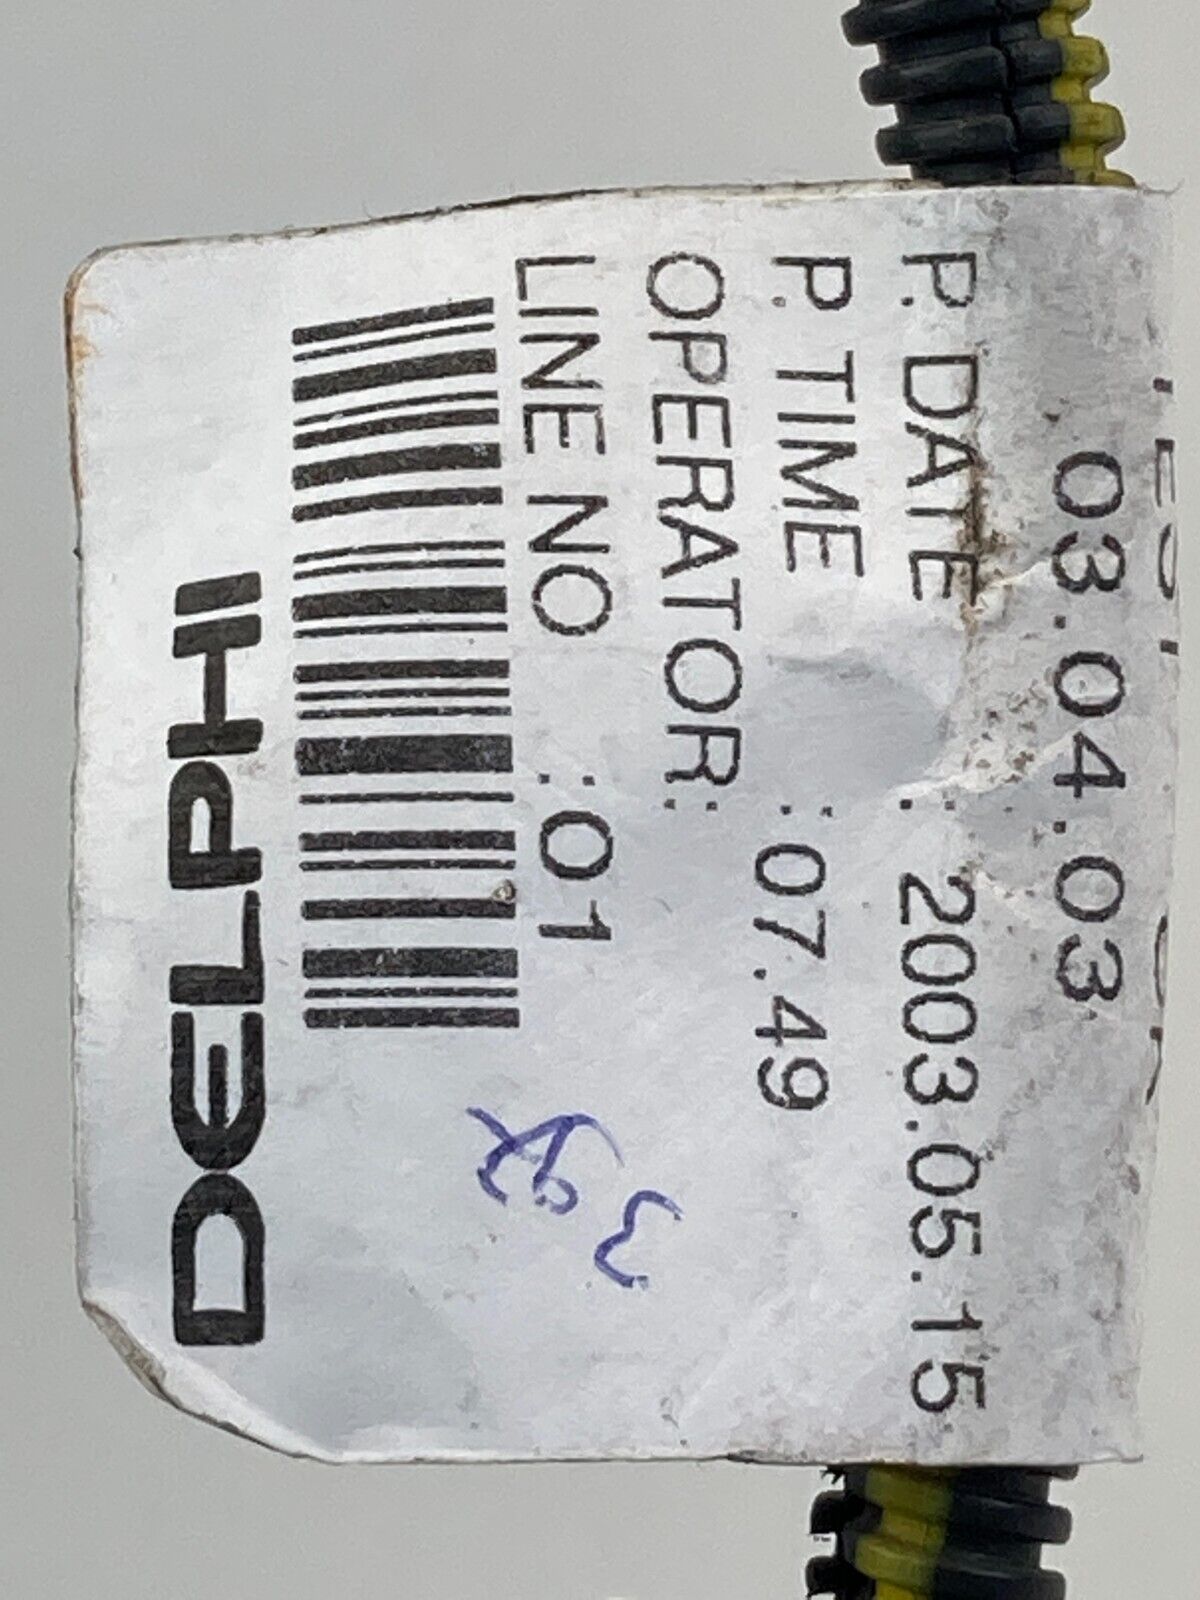 03.04.03
P. DATE : 2003.05.15
P. TIME : 07.49
OPERATOR:
LINE NO :01
DELPHI